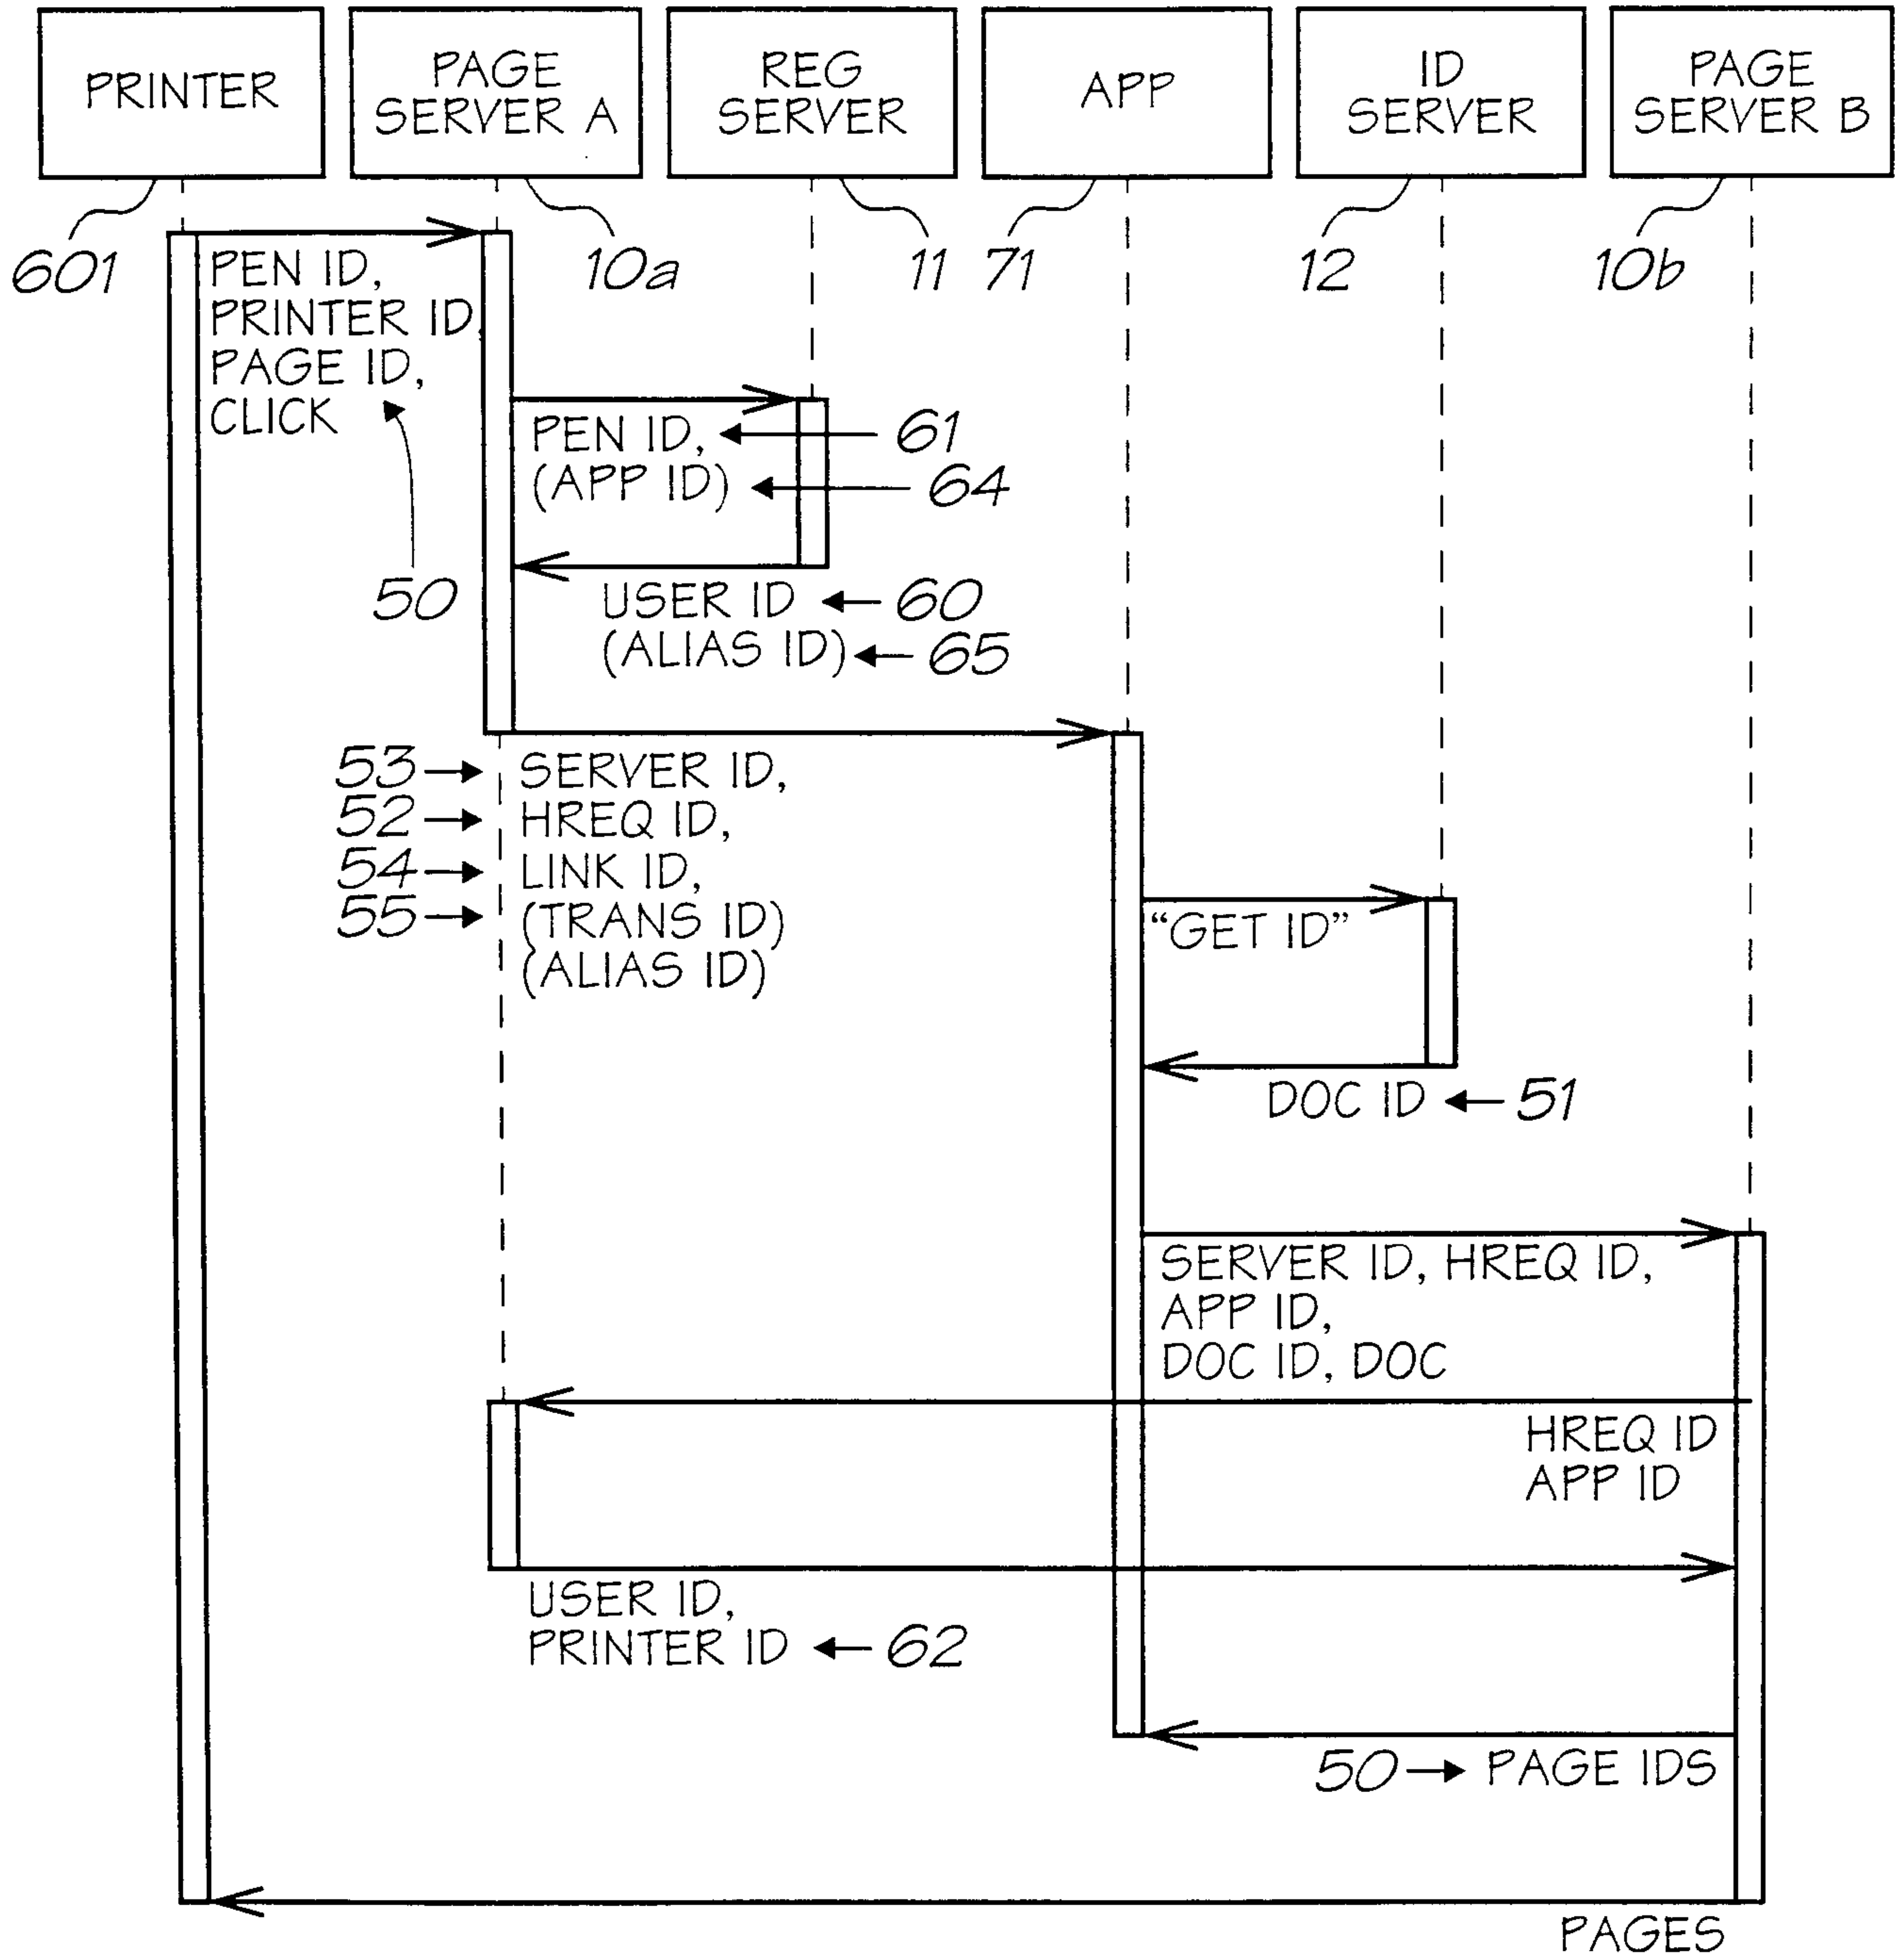 PRINTER
PAGE
SERVER A
REG
SERVER
APP
ID
SERVER
PAGE
SERVER B
601
10a
11
71
12
10b
PEN ID,
PRINTER ID,
PAGE ID,
CLICK
50
PEN ID,
(APP ID)
61
64
USER ID
(ALIAS ID)
60
65
53
52
54
55
SERVER ID,
HREQ ID,
LINK ID,
(TRANS ID)
(ALIAS ID)
“GET ID”
DOC ID
51
SERVER ID, HREQ ID,
APP ID,
DOC ID, DOC
HREQ ID
APP ID
USER ID,
PRINTER ID
62
50
PAGE IDS
PAGES